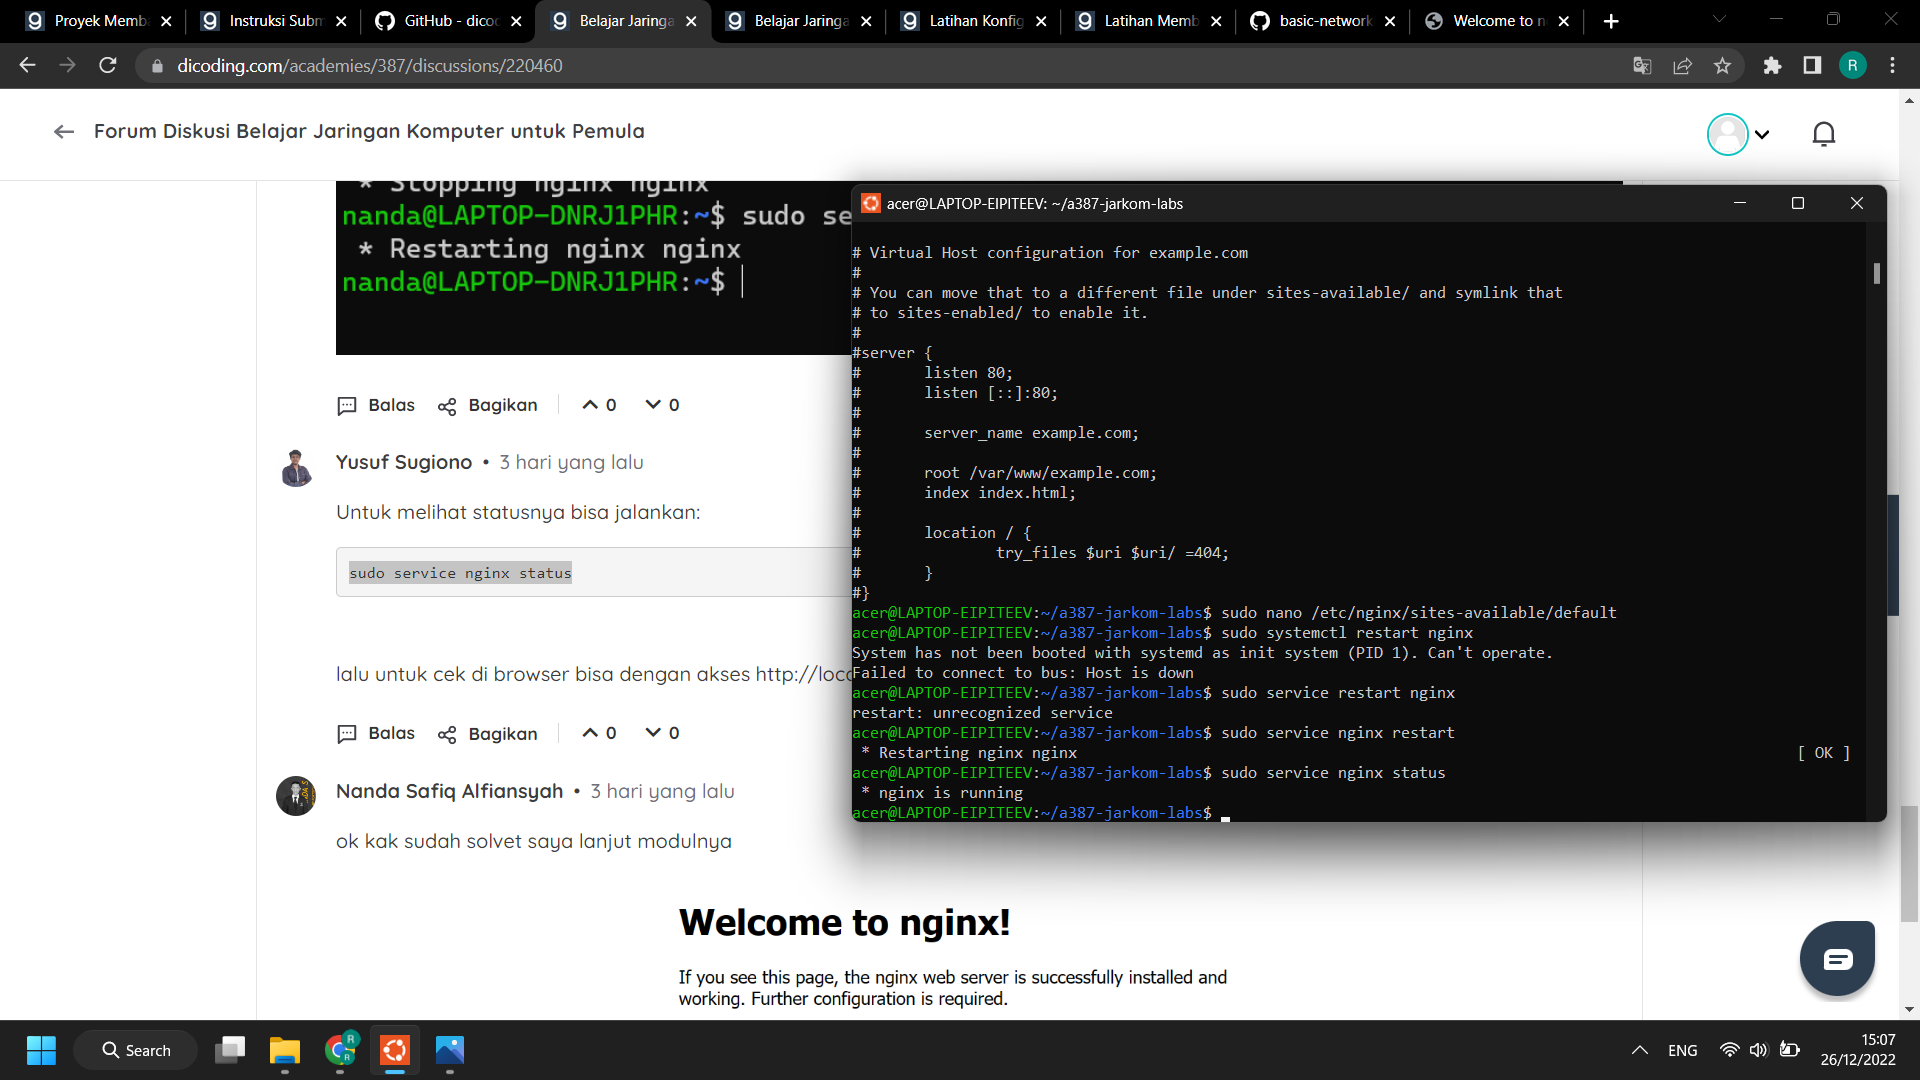 Proyek Memba
Instruksi Subm
GitHub - dicoc
Belajar Jaringa
Belajar Jaringa
Latihan Konfig
Latihan Memb
basic-network
Welcome to n
dicoding.com/academies/387/discussions/220460
R
Forum Diskusi Belajar Jaringan Komputer untuk Pemula
* Stopping nginx nginx
nanda@LAPTOP-DNRJ1PHR:~$ sudo se
* Restarting nginx nginx
nanda@LAPTOP-DNRJ1PHR:~$
Balas Bagikan 0 0
Yusuf Sugiono • 3 hari yang lalu
Untuk melihat statusnya bisa jalankan:
sudo service nginx status
lalu untuk cek di browser bisa dengan akses http://loca
Balas Bagikan 0 0
Nanda Safiq Alfiansyah • 3 hari yang lalu
ok kak sudah solvet saya lanjut modulnya
Welcome to nginx!
If you see this page, the nginx web server is successfully installed and
working. Further configuration is required.
acer@LAPTOP-EIPITEEV: ~/a387-jarkom-labs
# Virtual Host configuration for example.com
#
# You can move that to a different file under sites-available/ and symlink that
# to sites-enabled/ to enable it.
#
#server {
#       listen 80;
#       listen [::]:80;
#
#       server_name example.com;
#
#       root /var/www/example.com;
#       index index.html;
#
#       location / {
#               try_files $uri $uri/ =404;
#       }
#}
acer@LAPTOP-EIPITEEV:~/a387-jarkom-labs$ sudo nano /etc/nginx/sites-available/default
acer@LAPTOP-EIPITEEV:~/a387-jarkom-labs$ sudo systemctl restart nginx
System has not been booted with systemd as init system (PID 1). Can't operate.
Failed to connect to bus: Host is down
acer@LAPTOP-EIPITEEV:~/a387-jarkom-labs$ sudo service restart nginx
restart: unrecognized service
acer@LAPTOP-EIPITEEV:~/a387-jarkom-labs$ sudo service nginx restart
* Restarting nginx nginx [ OK ]
acer@LAPTOP-EIPITEEV:~/a387-jarkom-labs$ sudo service nginx status
* nginx is running
acer@LAPTOP-EIPITEEV:~/a387-jarkom-labs$
Search
R
R
ENG
15:07
26/12/2022